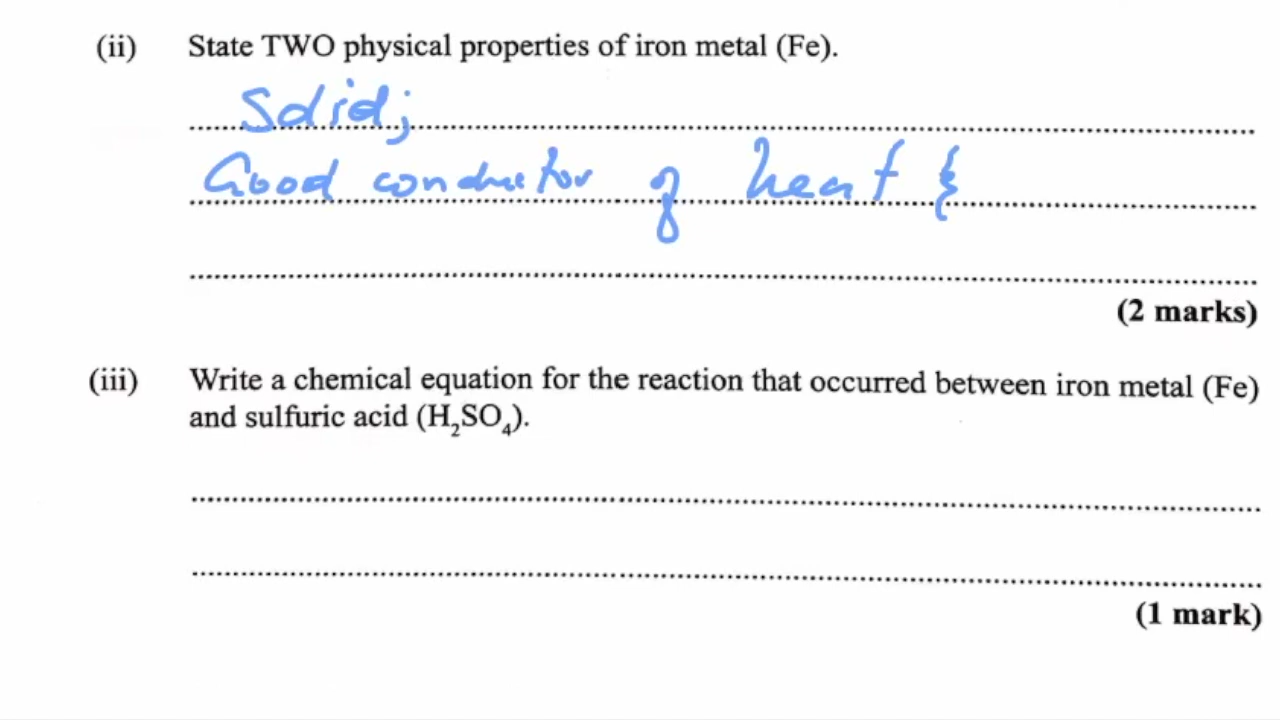 (ii) State TWO physical properties of iron metal (Fe).
Solid;
Good conductor of heat &
(2 marks)
(iii) Write a chemical equation for the reaction that occurred between iron metal (Fe)
and sulfuric acid (H₂SO₄).
(1 mark)